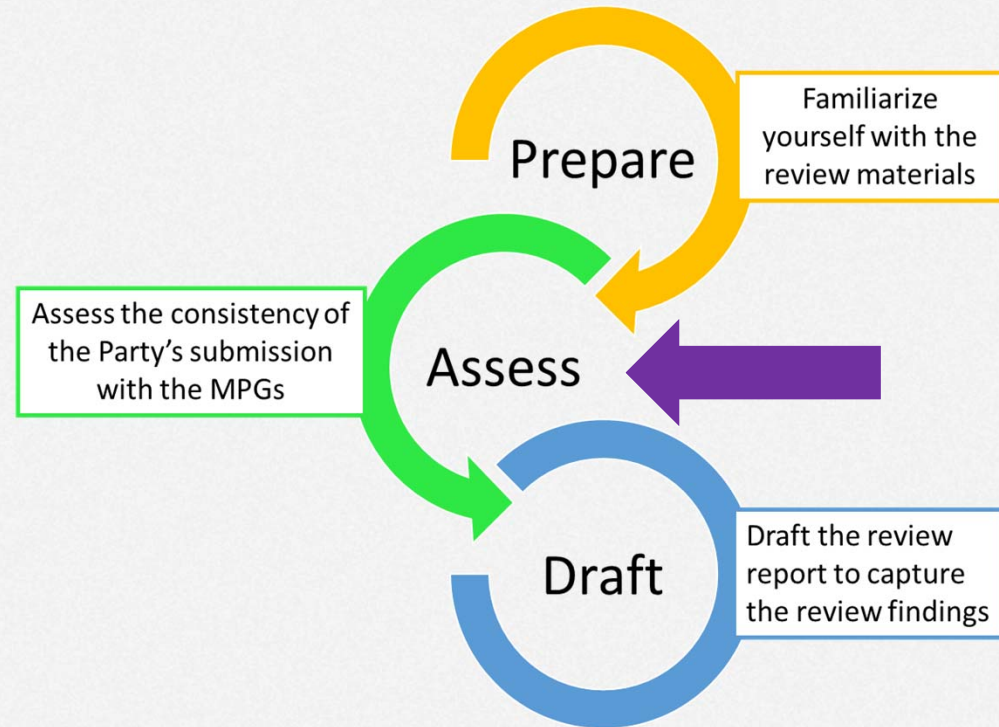 Prepare
Familiarize
yourself with the
review materials
Assess the consistency of
the Party's submission
with the MPGs
Assess
Draft
Draft the review
report to capture
the review findings